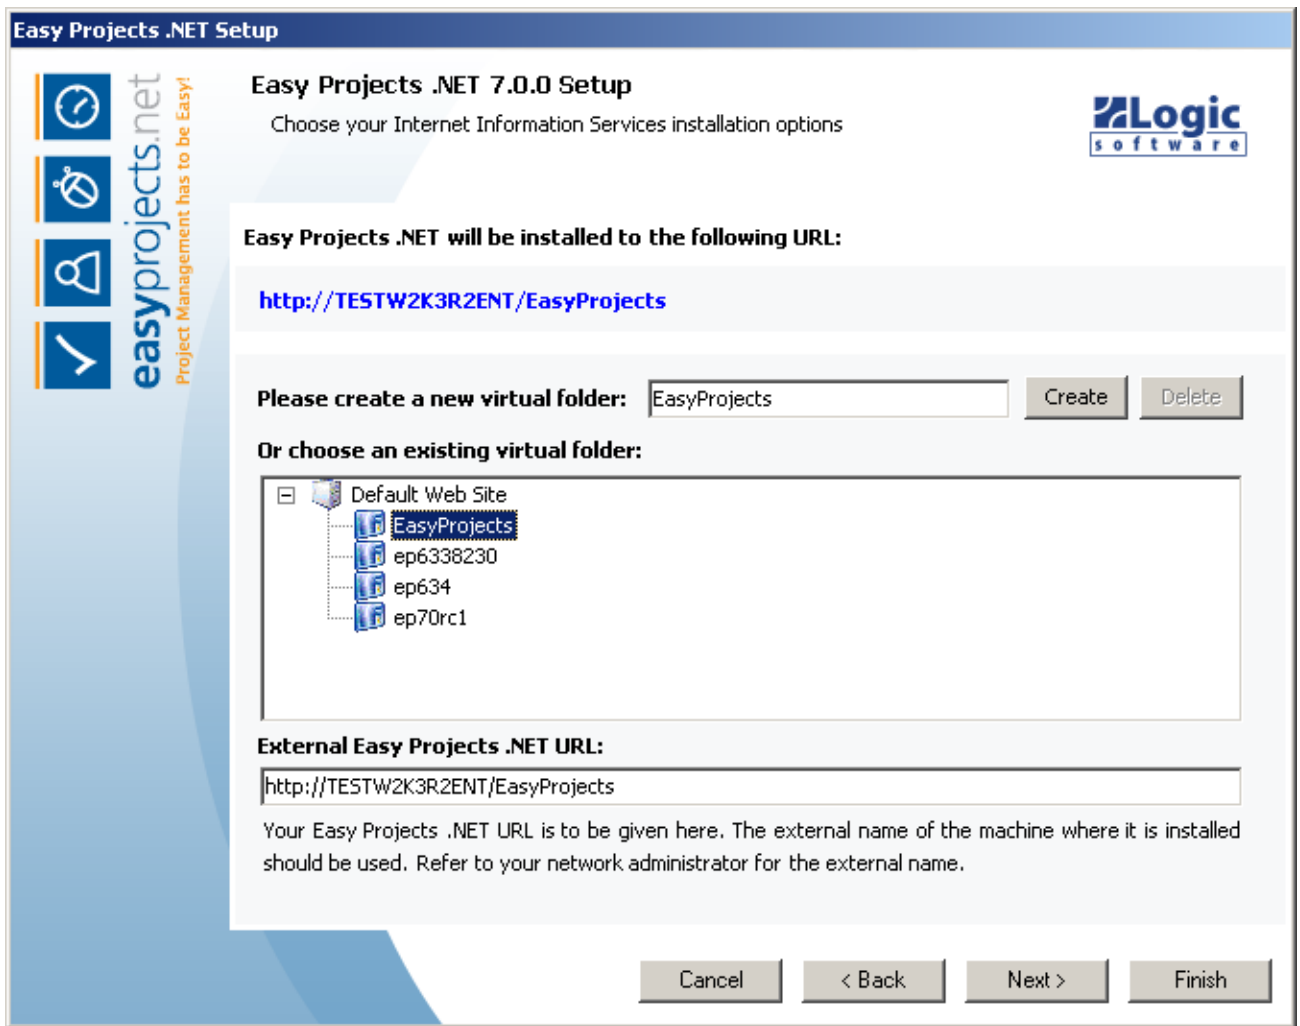 Easy Projects .NET Setup
easyprojects.net
Project Management has to be Easy!
Easy Projects .NET 7.0.0 Setup
Choose your Internet Information Services installation options
Logic
software
Easy Projects .NET will be installed to the following URL:
http://TESTW2K3R2ENT/EasyProjects
Please create a new virtual folder: EasyProjects Create Delete
Or choose an existing virtual folder:
Default Web Site
EasyProjects
ep6338230
ep634
ep70rc1
External Easy Projects .NET URL:
http://TESTW2K3R2ENT/EasyProjects
Your Easy Projects .NET URL is to be given here. The external name of the machine where it is installed
should be used. Refer to your network administrator for the external name.
Cancel < Back Next > Finish